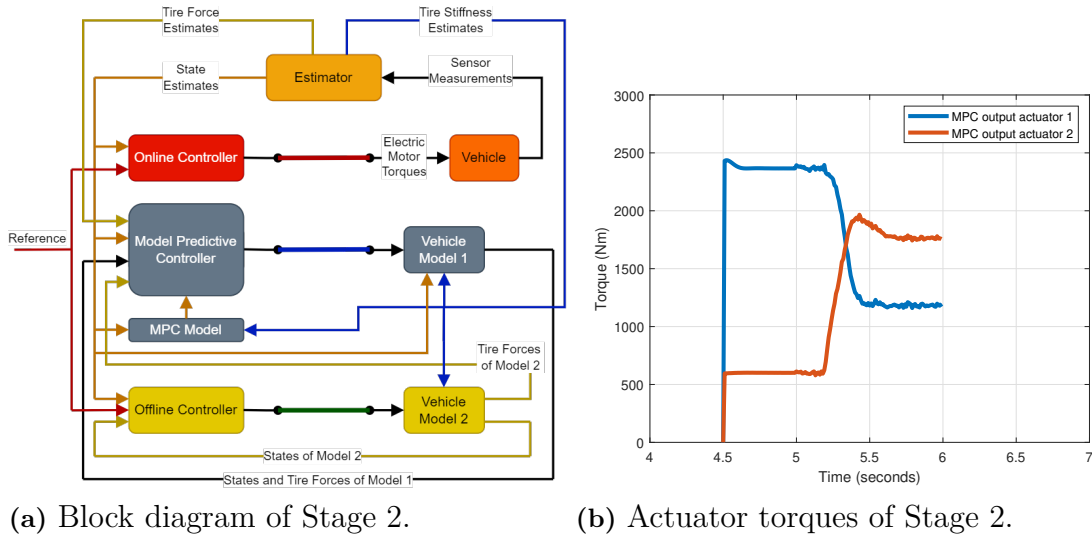 Tire Force
Estimates
Tire Stiffness
Estimates
State
Estimates
Estimator
Sensor
Measurements
Online Controller
Electric
Motor
Torques
Vehicle
Reference
Model Predictive
Controller
Vehicle
Model 1
MPC Model
Tire Forces
of Model 2
Offline Controller
Vehicle
Model 2
States of Model 2
States and Tire Forces of Model 1
(a) Block diagram of Stage 2.
3000
2500
2000
1500
1000
500
0
Torque (Nm)
MPC output actuator 1
MPC output actuator 2
4
4.5
5
5.5
6
6.5
7
Time (seconds)
(b) Actuator torques of Stage 2.